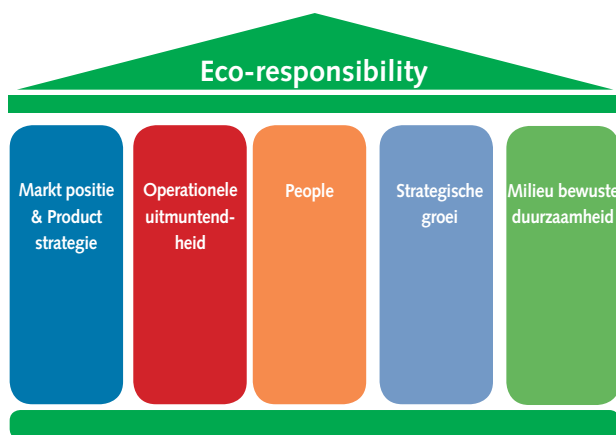 Eco-responsibility
Markt positie
& Product
strategie
Operationele
uitmuntend-
heid
People
Strategische
groei
Milieu bewuste
duurzaamheid